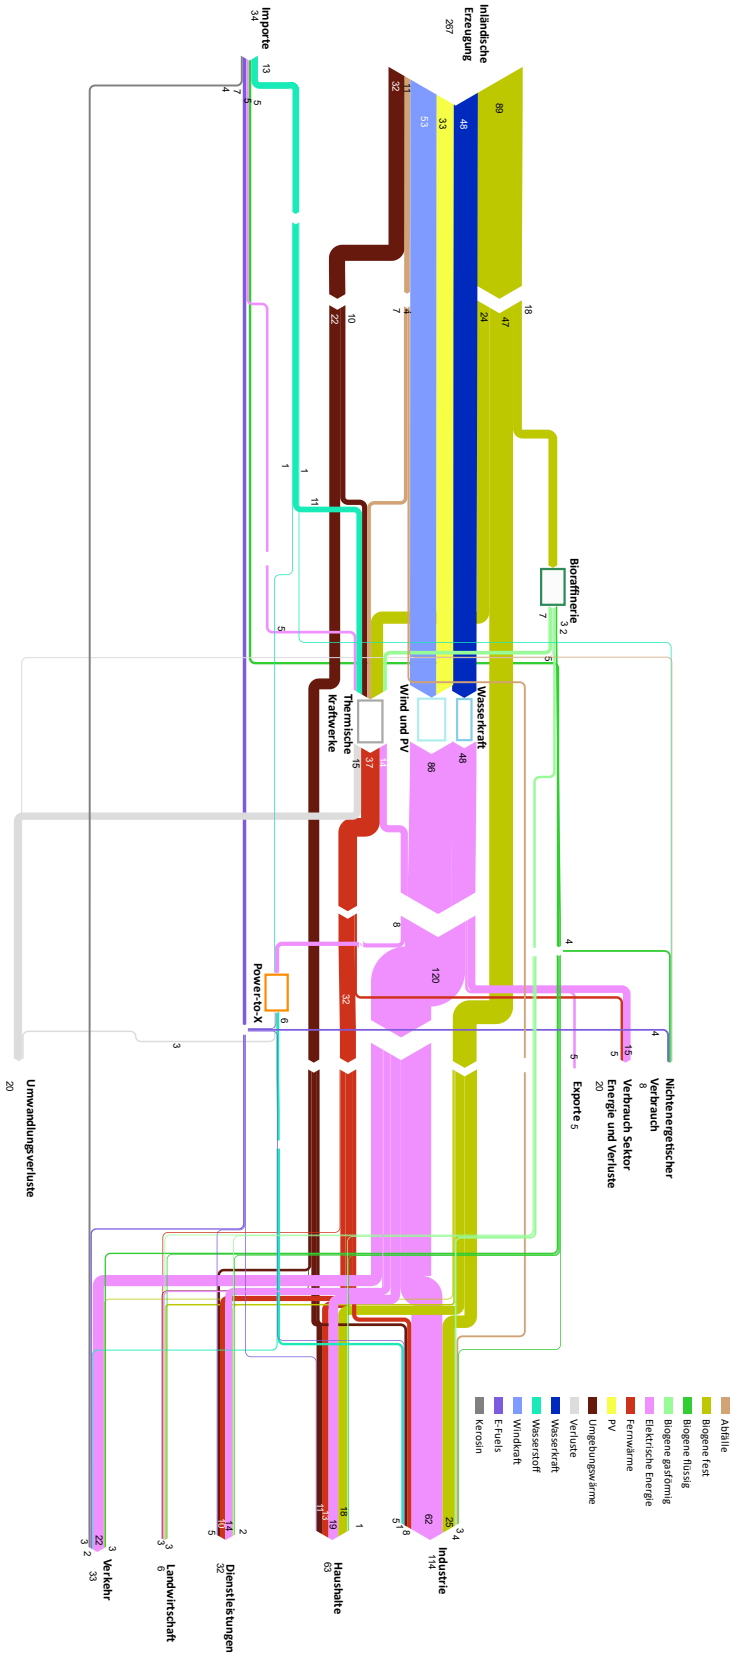 Inländische
Erzeugung
267
89
48
33
53
11
32
Importe
34
13
5
5
7
4
18
47
24
4
7
10
22
1
1
11
5
Bioraffinerie
3 2
7
5
Wasserkraft
Wind und PV
Thermische
Kraftwerke
48
86
14
37
15
8
120
32
4
Power-to-X
6
3
4
Nichtenergetischer
Verbrauch
8
15
5
Verbrauch Sektor
Energie und Verluste
20
5
Exporte 5
Umwandlungsverluste
20
Abfälle
Biogene fest
Biogene flüssig
Biogene gasförmig
Elektrische Energie
Fernwärme
PV
Umgebungswärme
Verluste
Wasserkraft
Wasserstoff
Windkraft
E-Fuels
Kerosin
3
4
25
62
8
1
5
Industrie
114
1
18
19
13
11
Haushalte
63
2
14
10
5
Dienstleistungen
32
3
3
Landwirtschaft
6
3
22
2
3
Verkehr
33